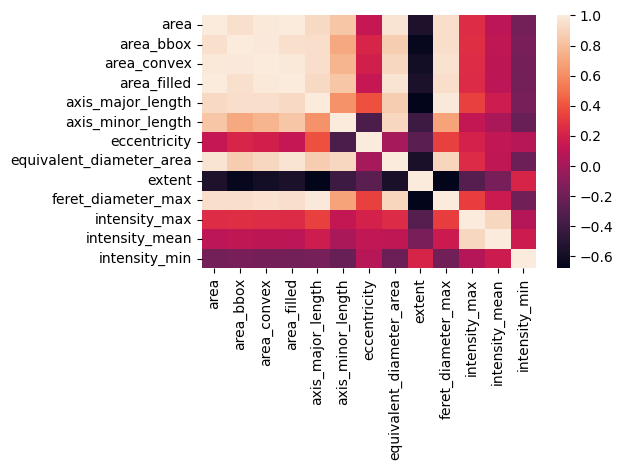 area
area_bbox
area_convex
area_filled
axis_major_length
axis_minor_length
eccentricity
equivalent_diameter_area
extent
feret_diameter_max
intensity_max
intensity_mean
intensity_min
area
area_bbox
area_convex
area_filled
axis_major_length
axis_minor_length
eccentricity
equivalent_diameter_area
extent
feret_diameter_max
intensity_max
intensity_mean
intensity_min
1.0
0.8
0.6
0.4
0.2
0.0
−0.2
−0.4
−0.6